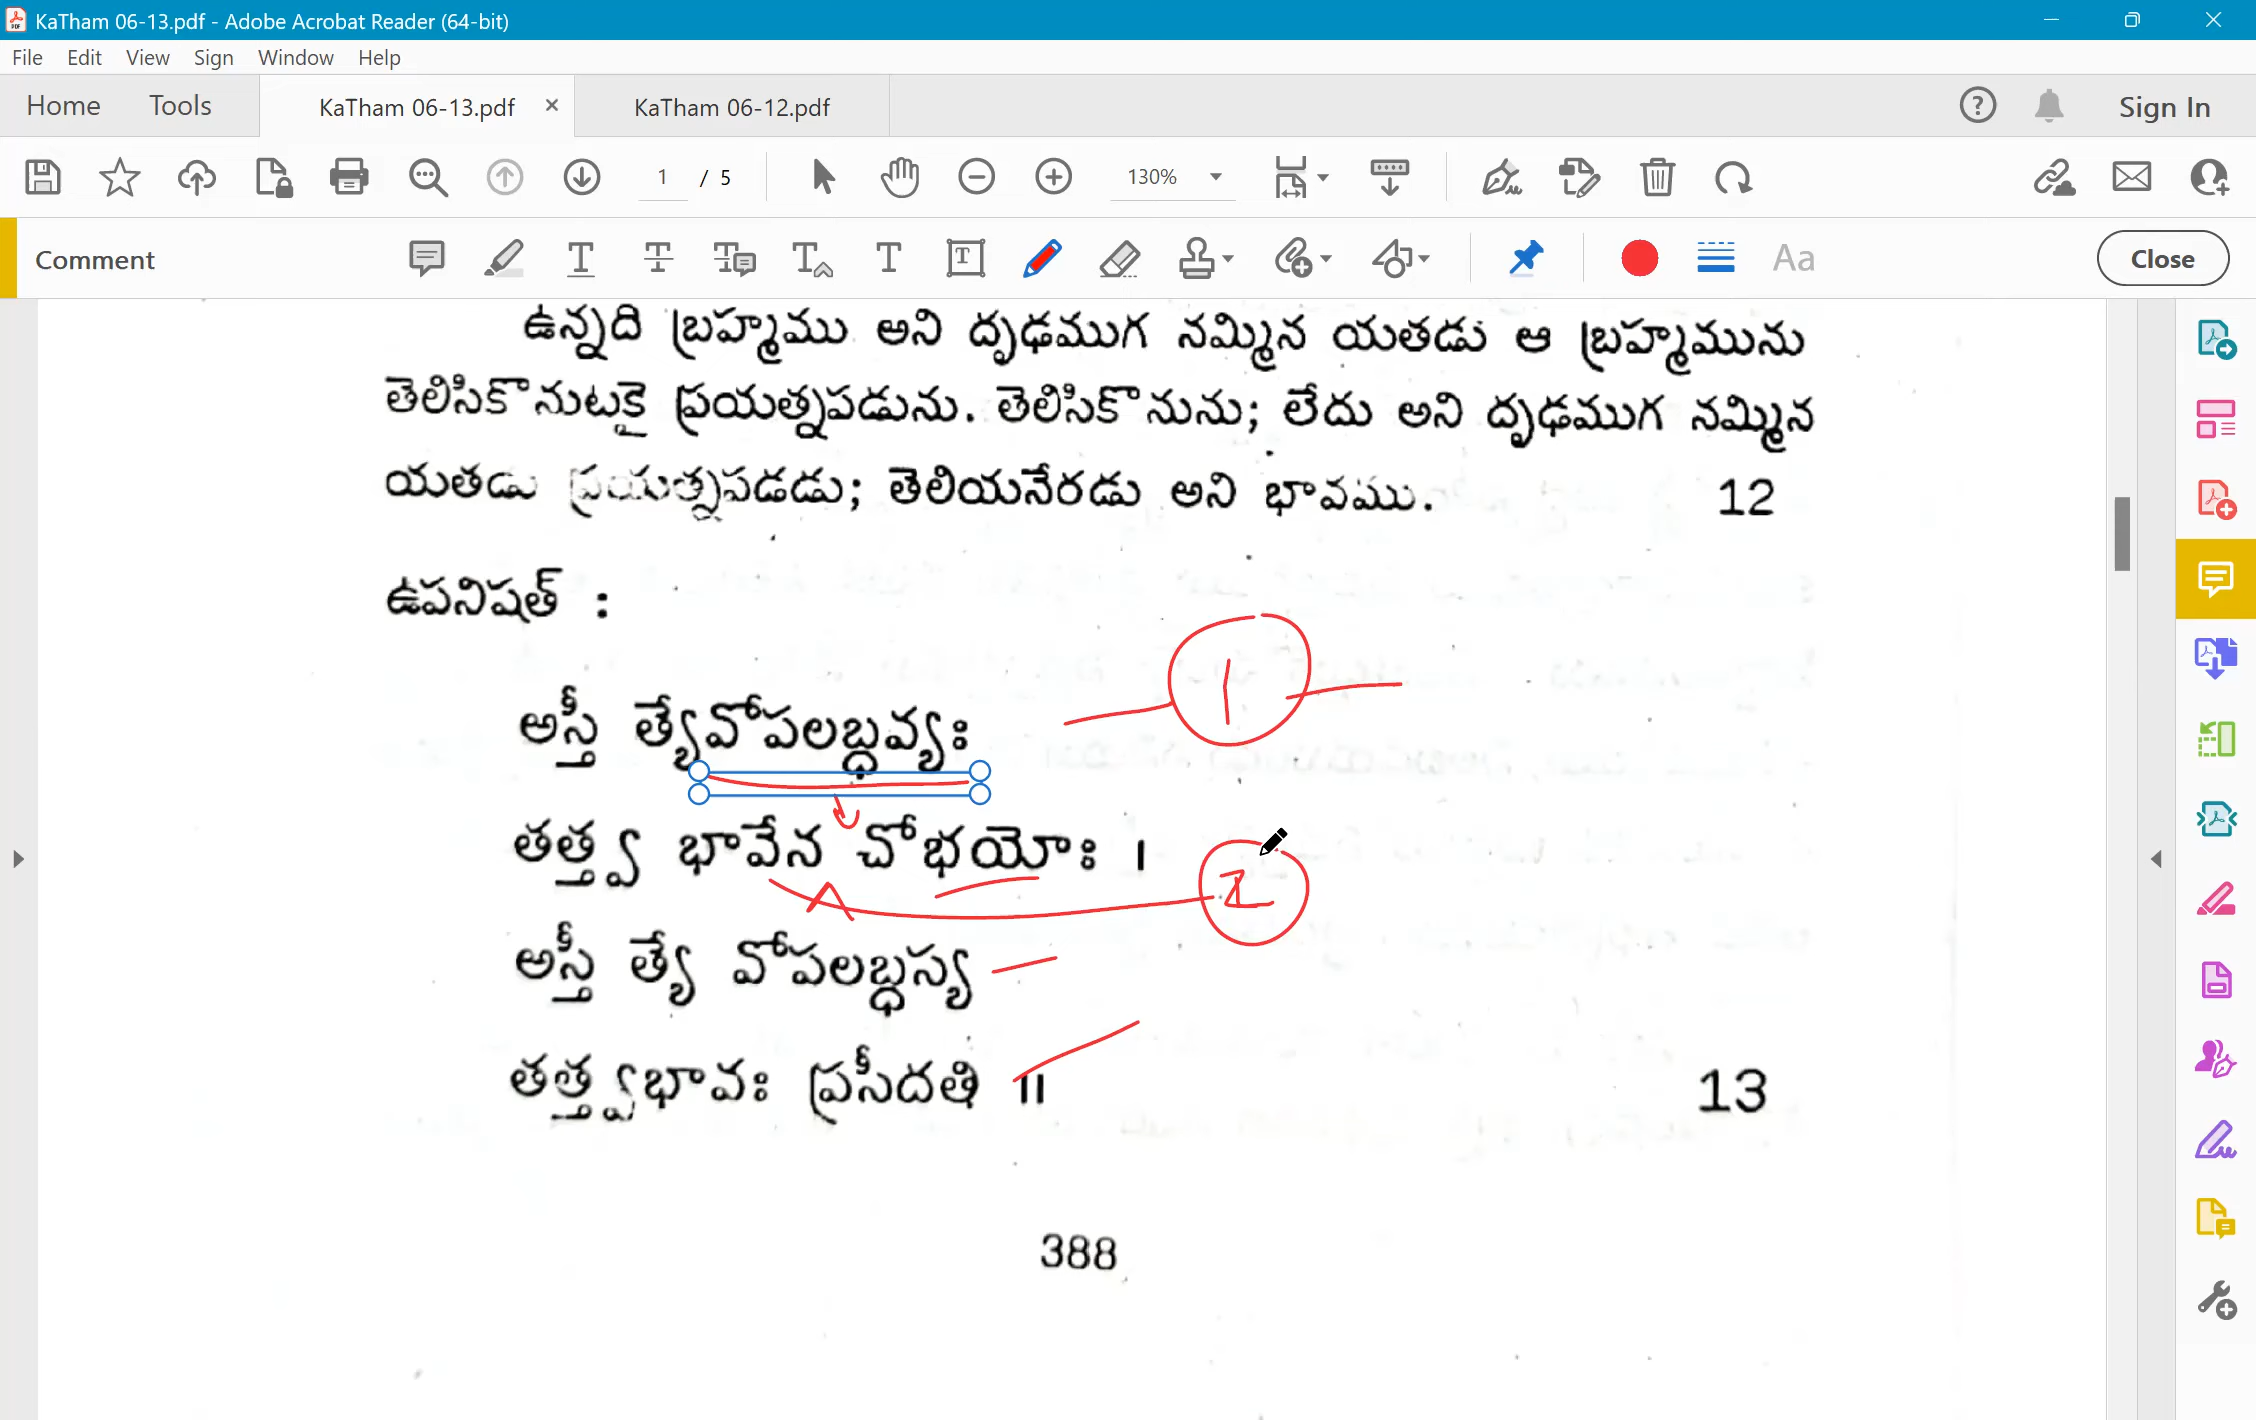 KaTham 06-13.pdf - Adobe Acrobat Reader (64-bit)
File Edit View Sign Window Help
Home Tools KaTham 06-13.pdf × KaTham 06-12.pdf Sign In
1 / 5 130%
Comment Aa Close
ఉన్నది బ్రహ్మము అని దృఢముగ నమ్మిన యతడు ఆ బ్రహ్మమును
తెలిసికొనుటకై ప్రయత్నపడును. తెలిసికొనును; లేదు అని దృఢముగ నమ్మిన
యతడు ప్రయత్నపడడు; తెలియనేరడు అని భావము. 12
ఉపనిషత్ :
అస్తీ త్యేవోపలబ్ధవ్యః 1
తత్త్వ భావేన చోభయోః । 2
అస్తీ త్యే వోపలబ్ధస్య
తత్త్వభావః ప్రసీదతి ॥ 13
388